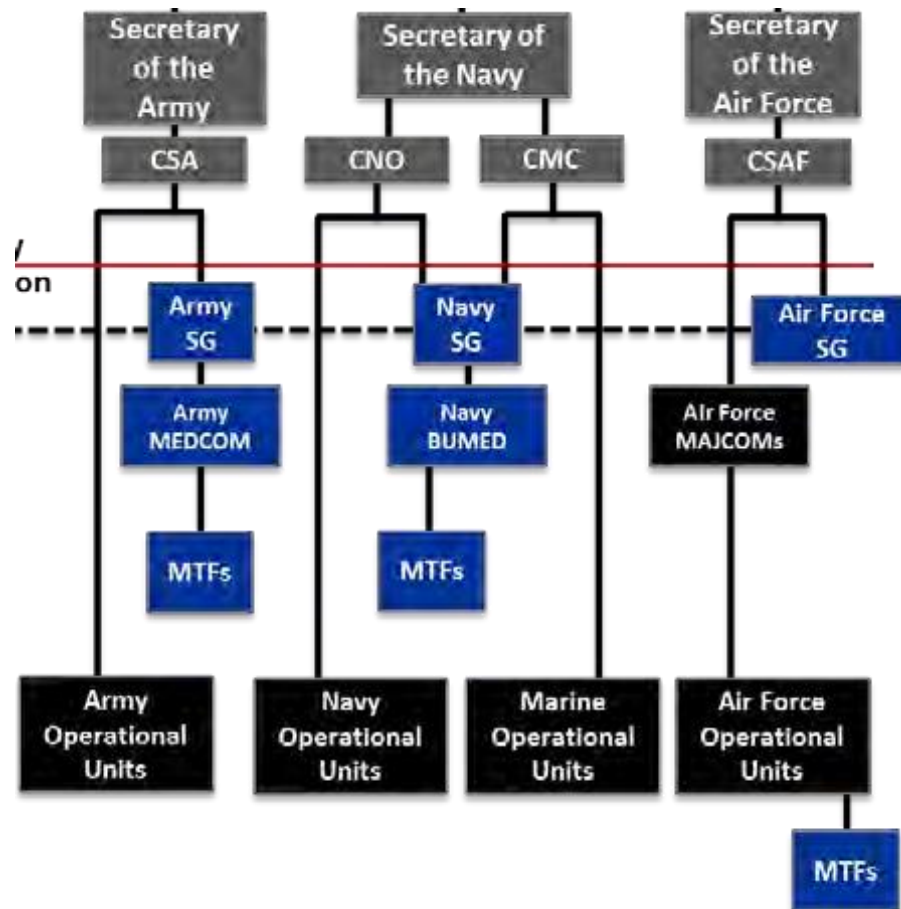 Secretary
of the
Army
Secretary of
the Navy
Secretary
of the
Air Force
CSA
CNO
CMC
CSAF
y
on
Army
SG
Navy
SG
Air Force
SG
Army
MEDCOM
Navy
BUMED
Air Force
MAJCOMs
MTFs
MTFs
Army
Operational
Units
Navy
Operational
Units
Marine
Operational
Units
Air Force
Operational
Units
MTFs